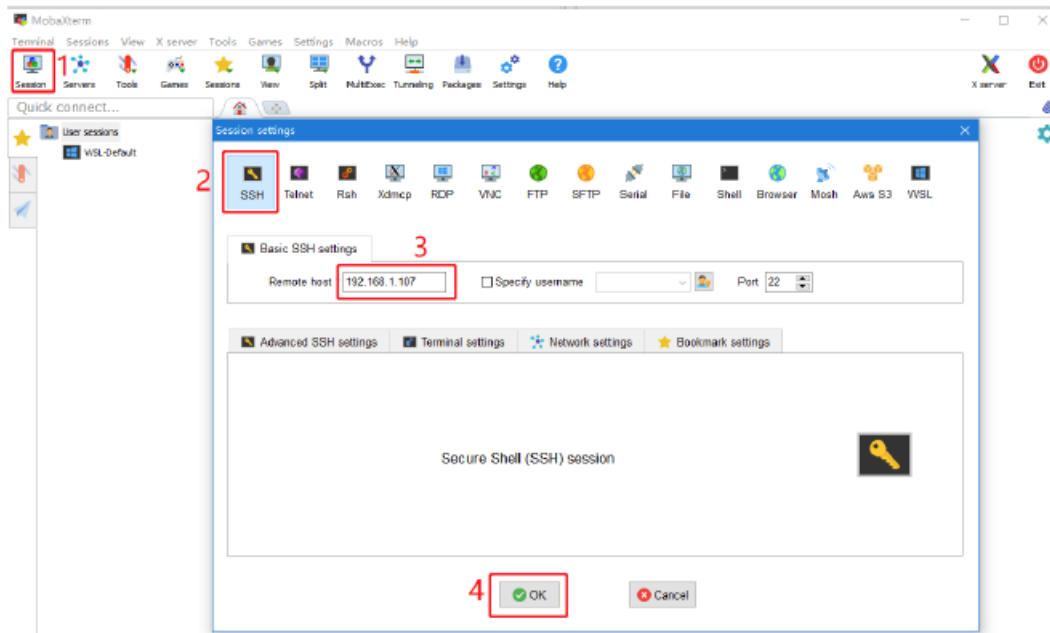 MobaXterm
Terminal Sessions View X server Tools Games Settings Macros Help
1
Session Servers Tools Games Sessions View Split MultiExec Tunneling Packages Settings Help X server Exit
Quick connect...
User sessions
WSL-Default
Session settings
2
SSH Telnet Rsh Xdmcp RDP VNC FTP SFTP Serial File Shell Browser Mosh Aws S3 WSL
Basic SSH settings
3
Remote host 192.168.1.107 Specify username Port 22
Advanced SSH settings Terminal settings Network settings Bookmark settings
Secure Shell (SSH) session
4
OK Cancel